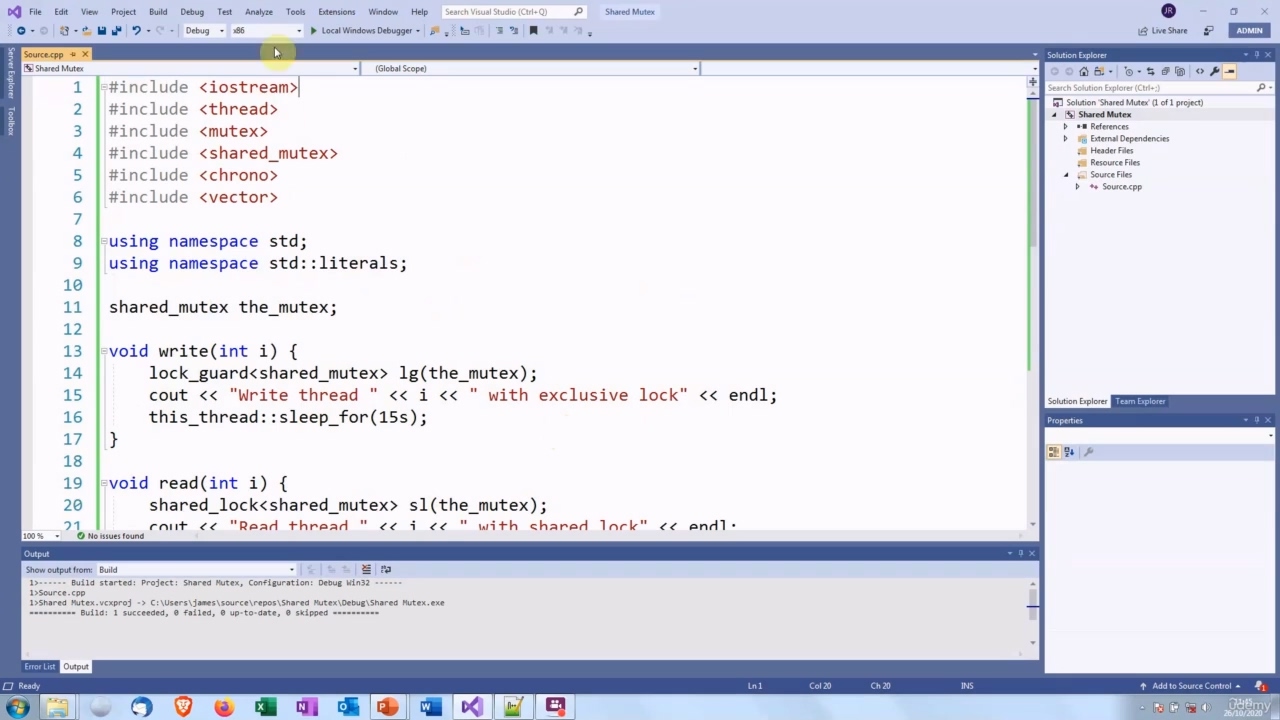 File Edit View Project Build Debug Test Analyze Tools Extensions Window Help Search Visual Studio (Ctrl+Q) Shared Mutex JR
Debug x86 Local Windows Debugger Live Share ADMIN
Server Explorer
Toolbox
Source.cpp
Shared Mutex (Global Scope)
1 #include <iostream>
2 #include <thread>
3 #include <mutex>
4 #include <shared_mutex>
5 #include <chrono>
6 #include <vector>
7
8 using namespace std;
9 using namespace std::literals;
10
11 shared_mutex the_mutex;
12
13 void write(int i) {
14 lock_guard<shared_mutex> lg(the_mutex);
15 cout << "Write thread " << i << " with exclusive lock" << endl;
16 this_thread::sleep_for(15s);
17 }
18
19 void read(int i) {
20 shared_lock<shared_mutex> sl(the_mutex);
21 cout << "Read thread " << i << " with shared lock" << endl;
100 % No issues found
Solution Explorer
Search Solution Explorer (Ctrl+;)
Solution 'Shared Mutex' (1 of 1 project)
Shared Mutex
References
External Dependencies
Header Files
Resource Files
Source Files
Source.cpp
Solution Explorer Team Explorer
Properties
Output
Show output from: Build
1>------ Build started: Project: Shared Mutex, Configuration: Debug Win32 ------
1>Source.cpp
1>Shared Mutex.vcxproj -> C:\Users\james\source\repos\Shared Mutex\Debug\Shared Mutex.exe
========== Build: 1 succeeded, 0 failed, 0 up-to-date, 0 skipped ==========
Error List Output
Ready Ln 1 Col 20 Ch 20 INS Add to Source Control 1
udemy
26/10/2020